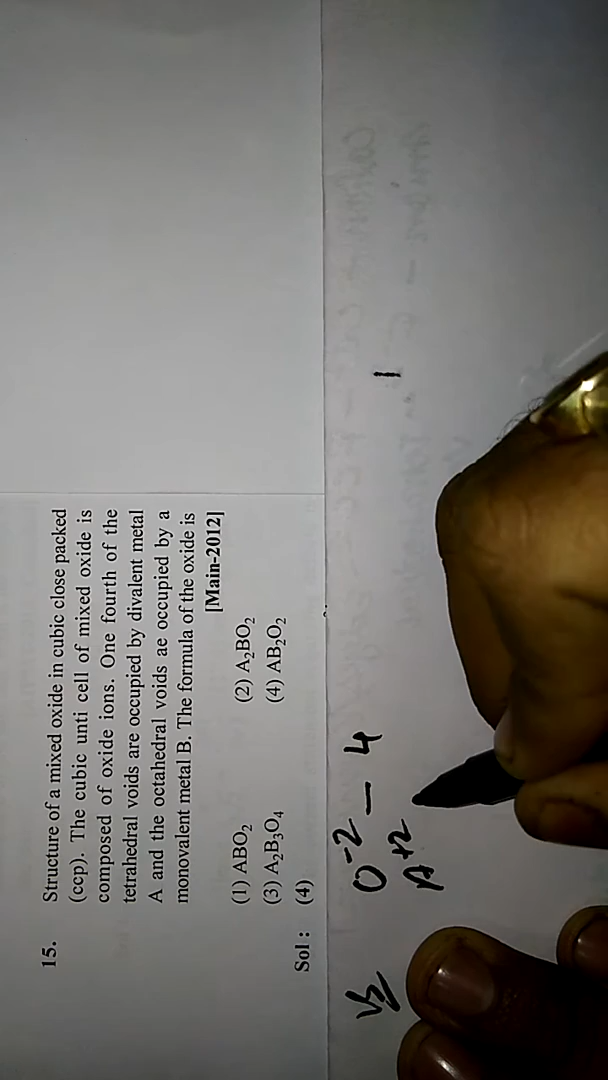 15. Structure of a mixed oxide in cubic close packed
(ccp). The cubic unti cell of mixed oxide is
composed of oxide ions. One fourth of the
tetrahedral voids are occupied by divalent metal
A and the octahedral voids ae occupied by a
monovalent metal B. The formula of the oxide is
[Main-2012]
(1) ABO₂ (2) A₂BO₂
(3) A₂B₃O₄ (4) AB₂O₂
Sol : (4)
O⁻² – 4
A⁺²